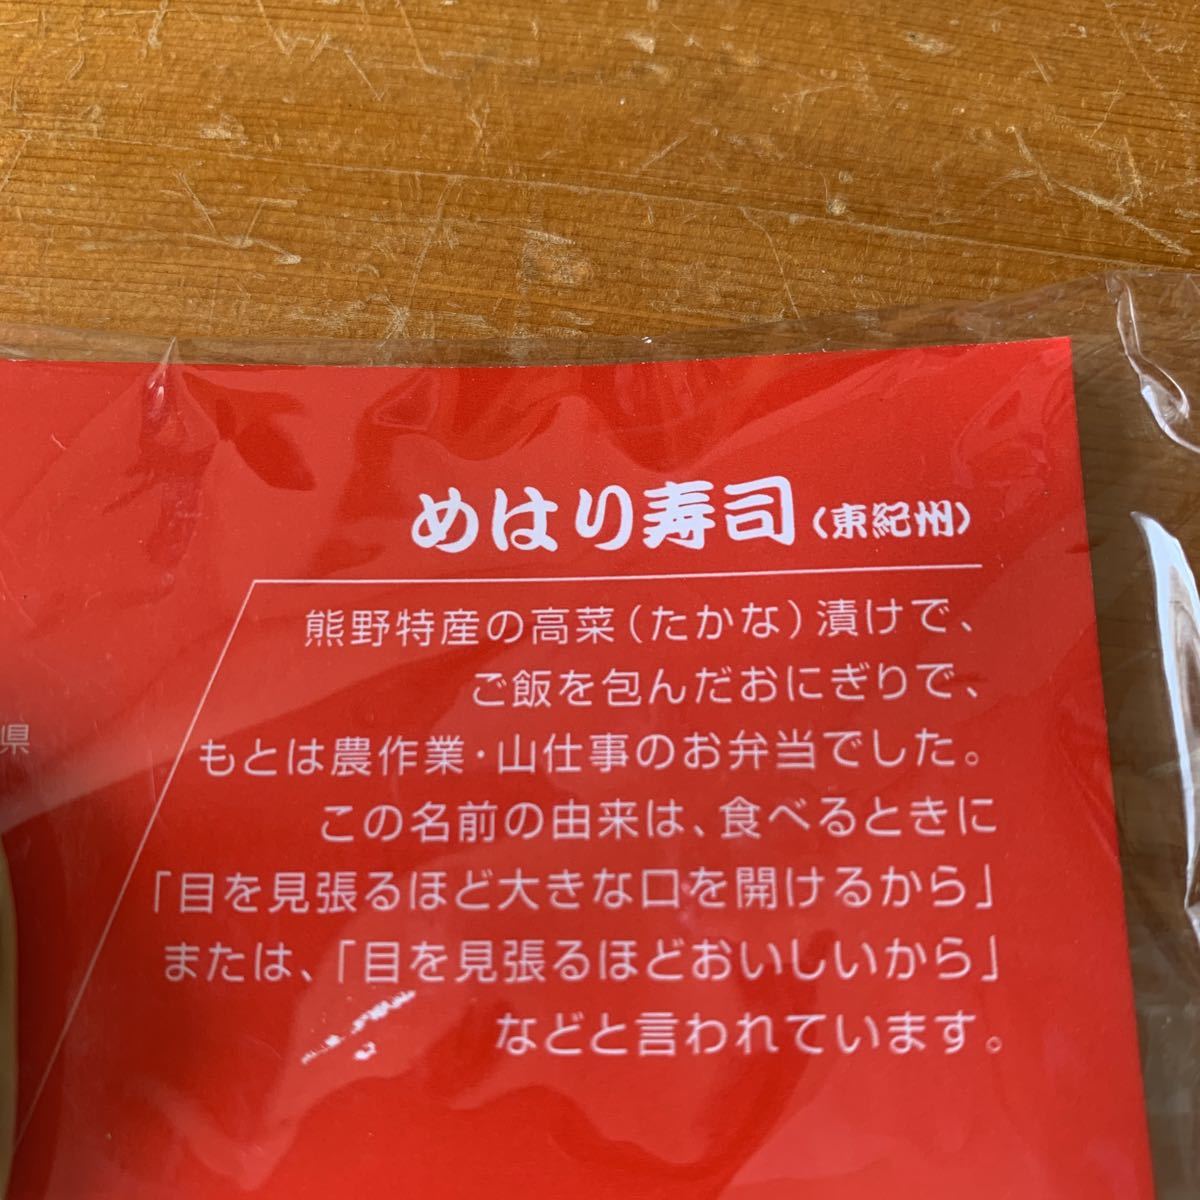 めはり寿司（東紀州）
熊野特産の高菜（たかな）漬けで、
ご飯を包んだおにぎりで、
もとは農作業・山仕事のお弁当でした。
この名前の由来は、食べるときに
「目を見張るほど大きな口を開けるから」
または、「目を見張るほどおいしいから」
などと言われています。
県